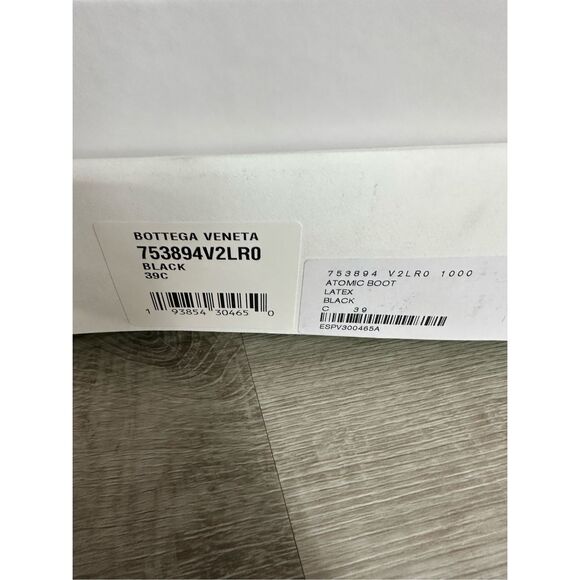 BOTTEGA VENETA
753894V2LR0
BLACK
39C
1 93854 30465 0
753894 V2LR0 1000
ATOMIC BOOT
LATEX
BLACK
C 39
ESPV300465A